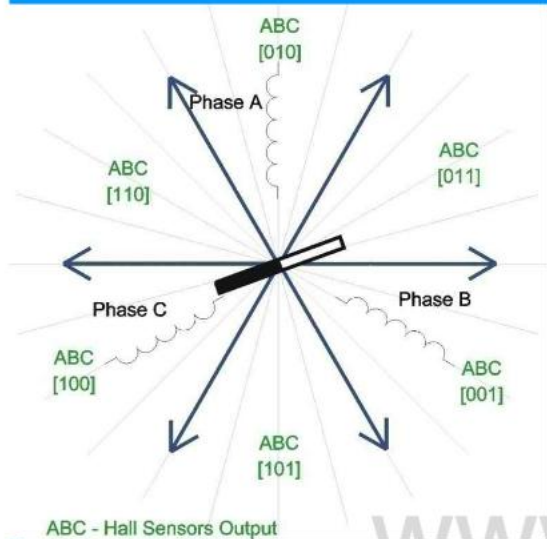 ABC
[010]
Phase A
ABC
[110]
ABC
[011]
Phase C
Phase B
ABC
[100]
ABC
[001]
ABC
[101]
ABC - Hall Sensors Output